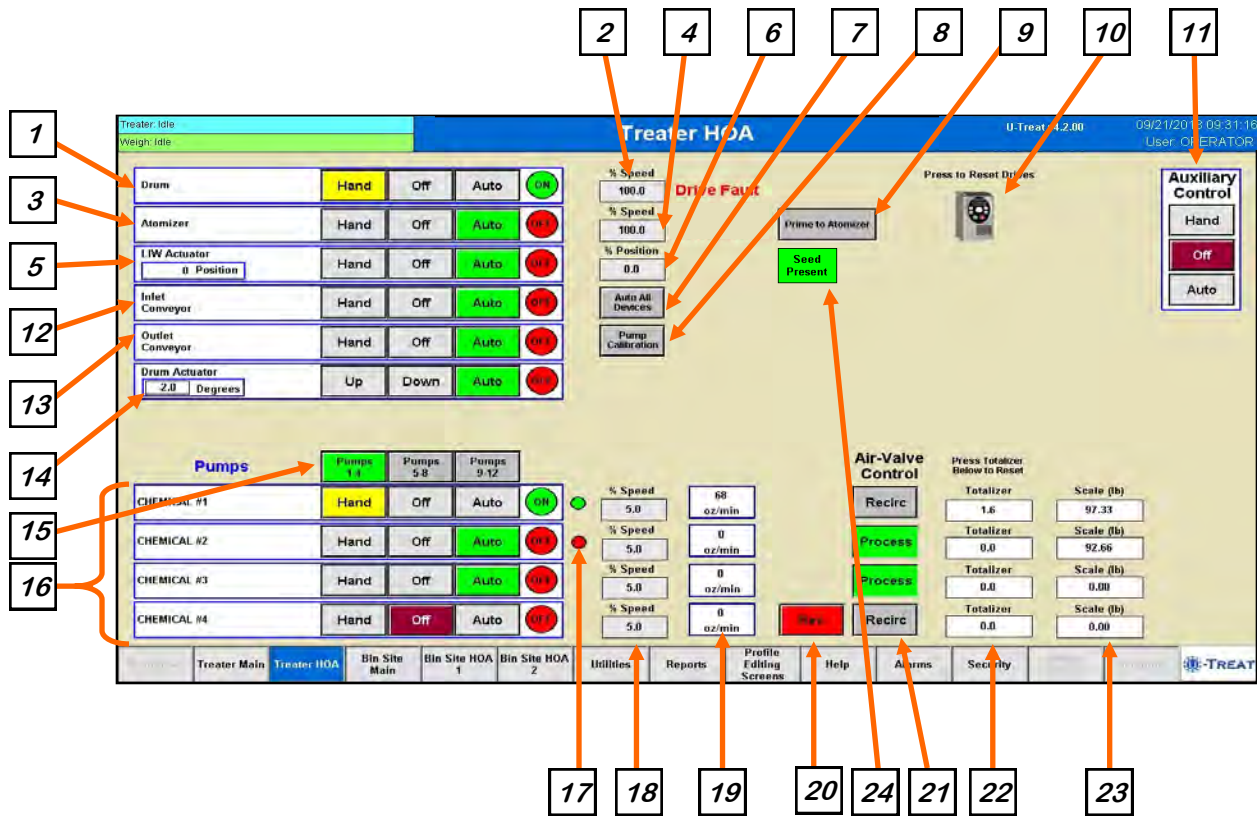 2 4 6 7 8 9 10 11
Treater: Idle
Weigh: Idle
Treater HOA
U-Treat
4.2.00
09/21/2018 09:31:16
User: OPERATOR
1
Drum Hand Off Auto ON
% Speed
100.0
Drive Fault
Press to Reset Drives
Auxiliary
Control
Hand
Off
Auto
3
Atomizer Hand Off Auto OFF
% Speed
100.0
Prime to Atomizer
5
LIW Actuator
0 Position
Hand Off Auto OFF
% Position
0.0
Seed
Present
12
Inlet
Conveyor
Hand Off Auto OFF
Auto All
Devices
13
Outlet
Conveyor
Hand Off Auto OFF
Pump
Calibration
14
Drum Actuator
-2.0 Degrees
Up Down Auto OFF
15
Pumps
Pumps
1-4
Pumps
5-8
Pumps
9-12
Air-Valve
Control
Press Totalizer
Below to Reset
16
CHEMICAL #1 Hand Off Auto ON
% Speed
5.0
68
oz/min
Recirc
Totalizer
1.6
Scale (lb)
97.33
CHEMICAL #2 Hand Off Auto OFF
% Speed
5.0
0
oz/min
Process
Totalizer
0.0
Scale (lb)
92.66
CHEMICAL #3 Hand Off Auto OFF
% Speed
5.0
0
oz/min
Process
Totalizer
0.0
Scale (lb)
0.00
CHEMICAL #4 Hand Off Auto OFF
% Speed
5.0
0
oz/min
Recirc
Totalizer
0.0
Scale (lb)
0.00
Treater Main
Treater HOA
Bin Site
Main
Bin Site HOA
1
Bin Site HOA
2
Utilities
Reports
Profile
Editing
Screens
Help
Alarms
Security
-TREAT
17 18 19 20 24 21 22 23